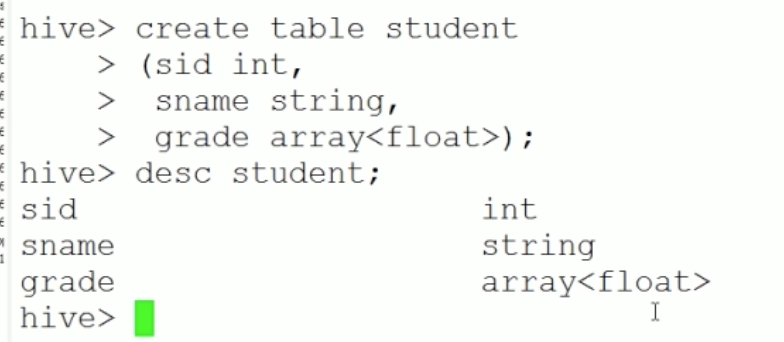 hive> create table student
    > (sid int,
    >  sname string,
    >  grade array<float>);
hive> desc student;
sid                     int
sname                   string
grade                   array<float>
hive>